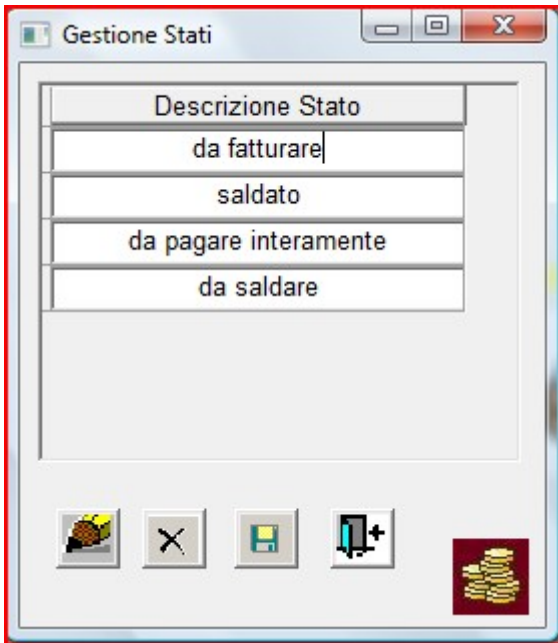 Gestione Stati
Descrizione Stato
da fatturare
saldato
da pagare interamente
da saldare